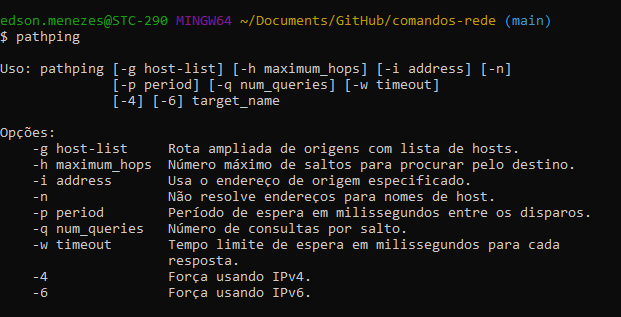 edson.menezes@STC-290 MINGW64 ~/Documents/GitHub/comandos-rede (main)
$ pathping
Uso: pathping [-g host-list] [-h maximum_hops] [-i address] [-n]
[-p period] [-q num_queries] [-w timeout]
[-4] [-6] target_name
Opções:
-g host-list Rota ampliada de origens com lista de hosts.
-h maximum_hops Número máximo de saltos para procurar pelo destino.
-i address Usa o endereço de origem especificado.
-n Não resolve endereços para nomes de host.
-p period Período de espera em milissegundos entre os disparos.
-q num_queries Número de consultas por salto.
-w timeout Tempo limite de espera em milissegundos para cada
resposta.
-4 Força usando IPv4.
-6 Força usando IPv6.